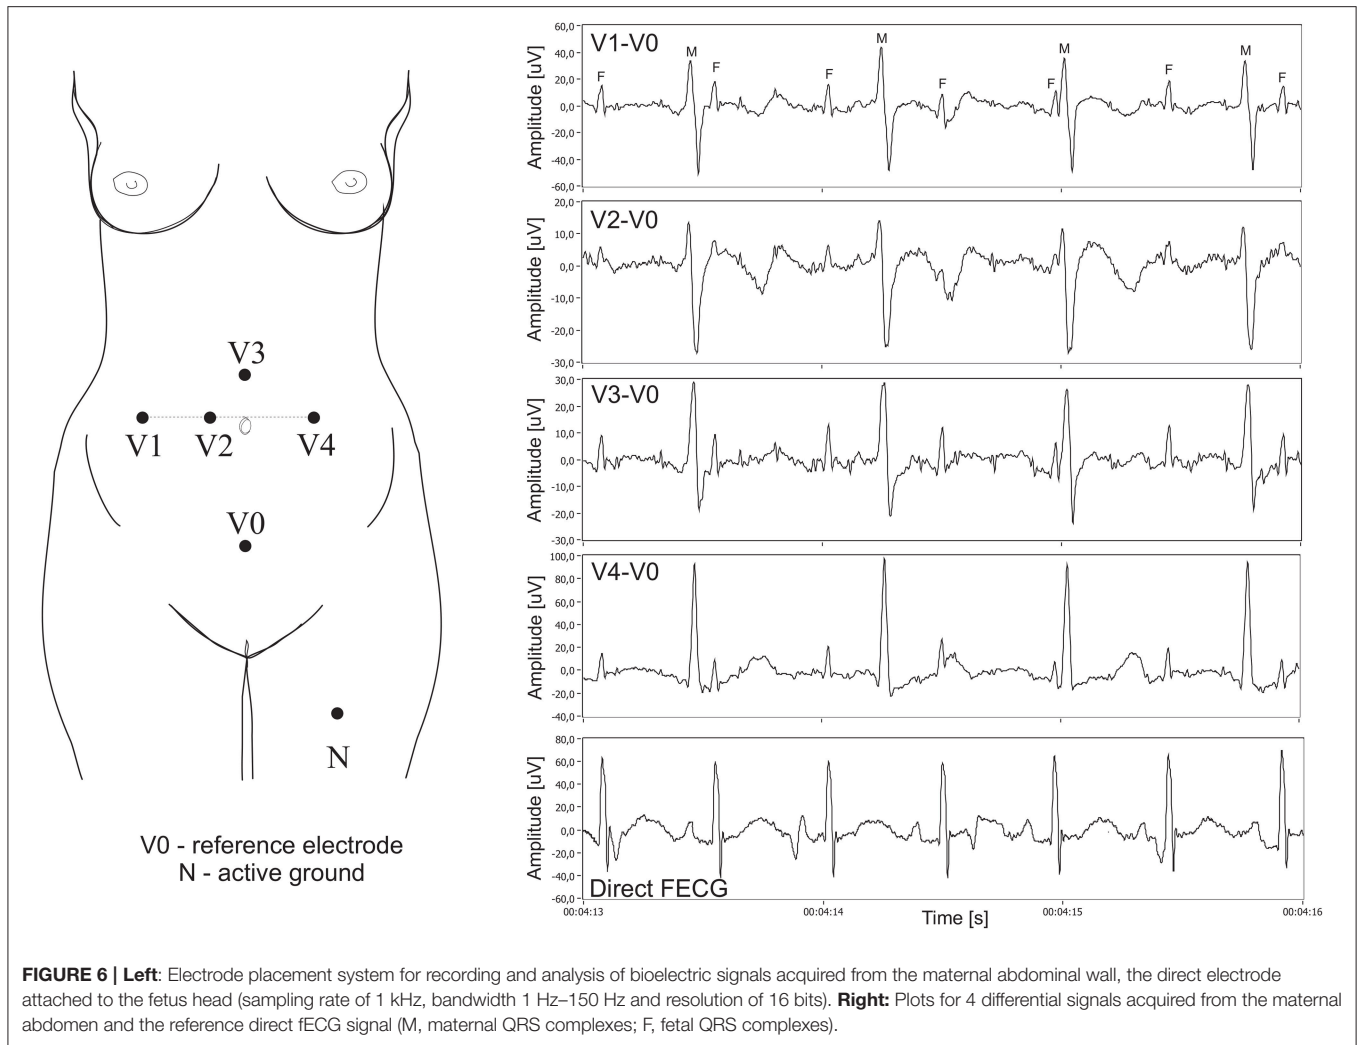 V3
V1 V2 V4
V0
N
V0 - reference electrode
N - active ground
V1-V0
Amplitude [uV]
60,0
40,0
20,0
0,0
-20,0
-40,0
-60,0
F M F F M F F M F M F
V2-V0
Amplitude [uV]
20,0
10,0
0,0
-10,0
-20,0
-30,0
V3-V0
Amplitude [uV]
30,0
20,0
10,0
0,0
-10,0
-20,0
-30,0
V4-V0
Amplitude [uV]
100,0
80,0
60,0
40,0
20,0
0,0
-20,0
-40,0
Direct FECG
Amplitude [uV]
80,0
60,0
40,0
20,0
0,0
-20,0
-40,0
-60,0
00:04:13 00:04:14 00:04:15 00:04:16
Time [s]
FIGURE 6 | Left: Electrode placement system for recording and analysis of bioelectric signals acquired from the maternal abdominal wall, the direct electrode
attached to the fetus head (sampling rate of 1 kHz, bandwidth 1 Hz–150 Hz and resolution of 16 bits). Right: Plots for 4 differential signals acquired from the maternal
abdomen and the reference direct fECG signal (M, maternal QRS complexes; F, fetal QRS complexes).